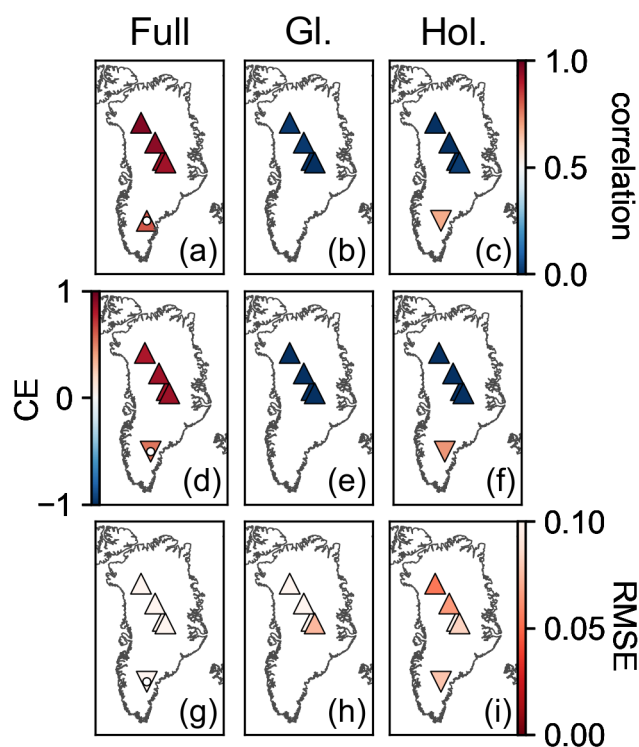 Full Gl. Hol.
1.0
correlation
0.5
(a) (b) (c)
0.0
1
CE
0
(d) (e) (f)
−1
0.10
RMSE
0.05
(g) (h) (i)
0.00